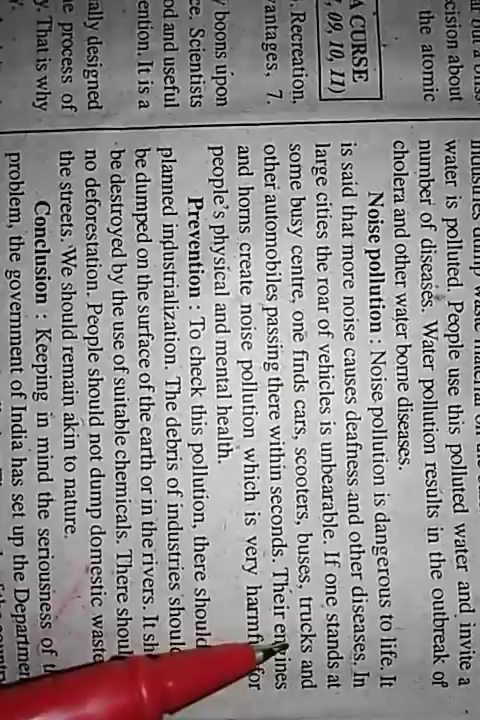 cision about
the atomic
A CURSE
09, 10, 11)
Recreation,
vantages, 7.
boons upon
ce. Scientists
od and useful
ention. It is a
ially designed
e process of
y. That is why
water is polluted. People use this polluted water and invite a
number of diseases. Water pollution results in the outbreak of
cholera and other water borne diseases.
Noise pollution : Noise pollution is dangerous to life. It
is said that more noise causes deafness and other diseases. In
large cities the roar of vehicles is unbearable. If one stands at
some busy centre, one finds cars, scooters, buses, trucks and
other automobiles passing there within seconds. Their engines
and horns create noise pollution which is very harmf for
people's physical and mental health.
Prevention : To check this pollution, there should
planned industrialization. The debris of industries shoul
be dumped on the surface of the earth or in the rivers. It sh
be destroyed by the use of suitable chemicals. There shoul
no deforestation. People should not dump domestic waste
the streets. We should remain akin to nature.
Conclusion : Keeping in mind the seriousness of t
problem, the government of India has set up the Departmen